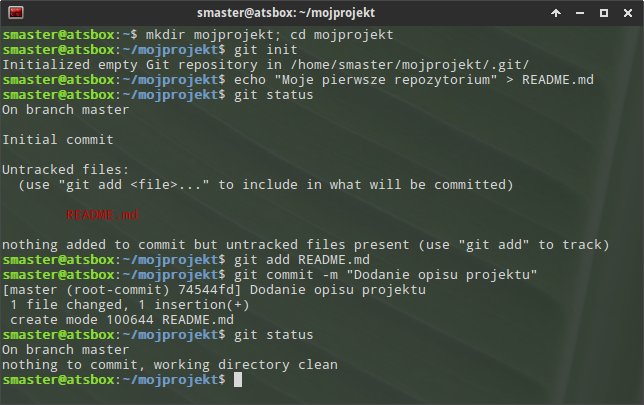 smaster@atsbox:~/mojprojekt
smaster@atsbox:~$ mkdir mojprojekt; cd mojprojekt
smaster@atsbox:~/mojprojekt$ git init
Initialized empty Git repository in /home/smaster/mojprojekt/.git/
smaster@atsbox:~/mojprojekt$ echo "Moje pierwsze repozytorium" > README.md
smaster@atsbox:~/mojprojekt$ git status
On branch master
Initial commit
Untracked files:
  (use "git add <file>..." to include in what will be committed)
        README.md
nothing added to commit but untracked files present (use "git add" to track)
smaster@atsbox:~/mojprojekt$ git add README.md
smaster@atsbox:~/mojprojekt$ git commit -m "Dodanie opisu projektu"
[master (root-commit) 74544fd] Dodanie opisu projektu
 1 file changed, 1 insertion(+)
 create mode 100644 README.md
smaster@atsbox:~/mojprojekt$ git status
On branch master
nothing to commit, working directory clean
smaster@atsbox:~/mojprojekt$